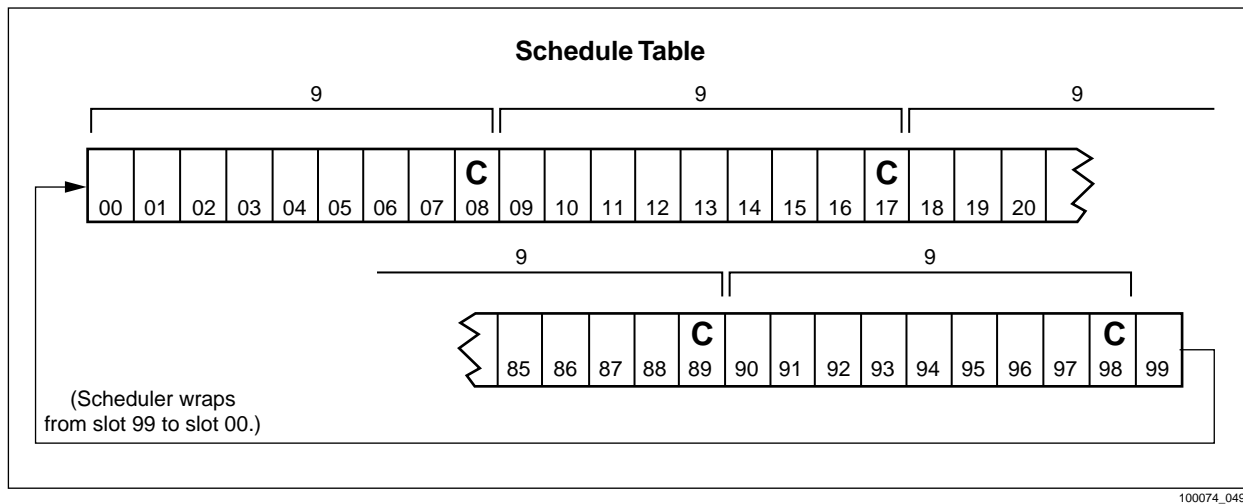 Schedule Table
9 9 9
C C
00 01 02 03 04 05 06 07 08 09 10 11 12 13 14 15 16 17 18 19 20
9 9
C C
85 86 87 88 89 90 91 92 93 94 95 96 97 98 99
(Scheduler wraps
from slot 99 to slot 00.)
100074_049